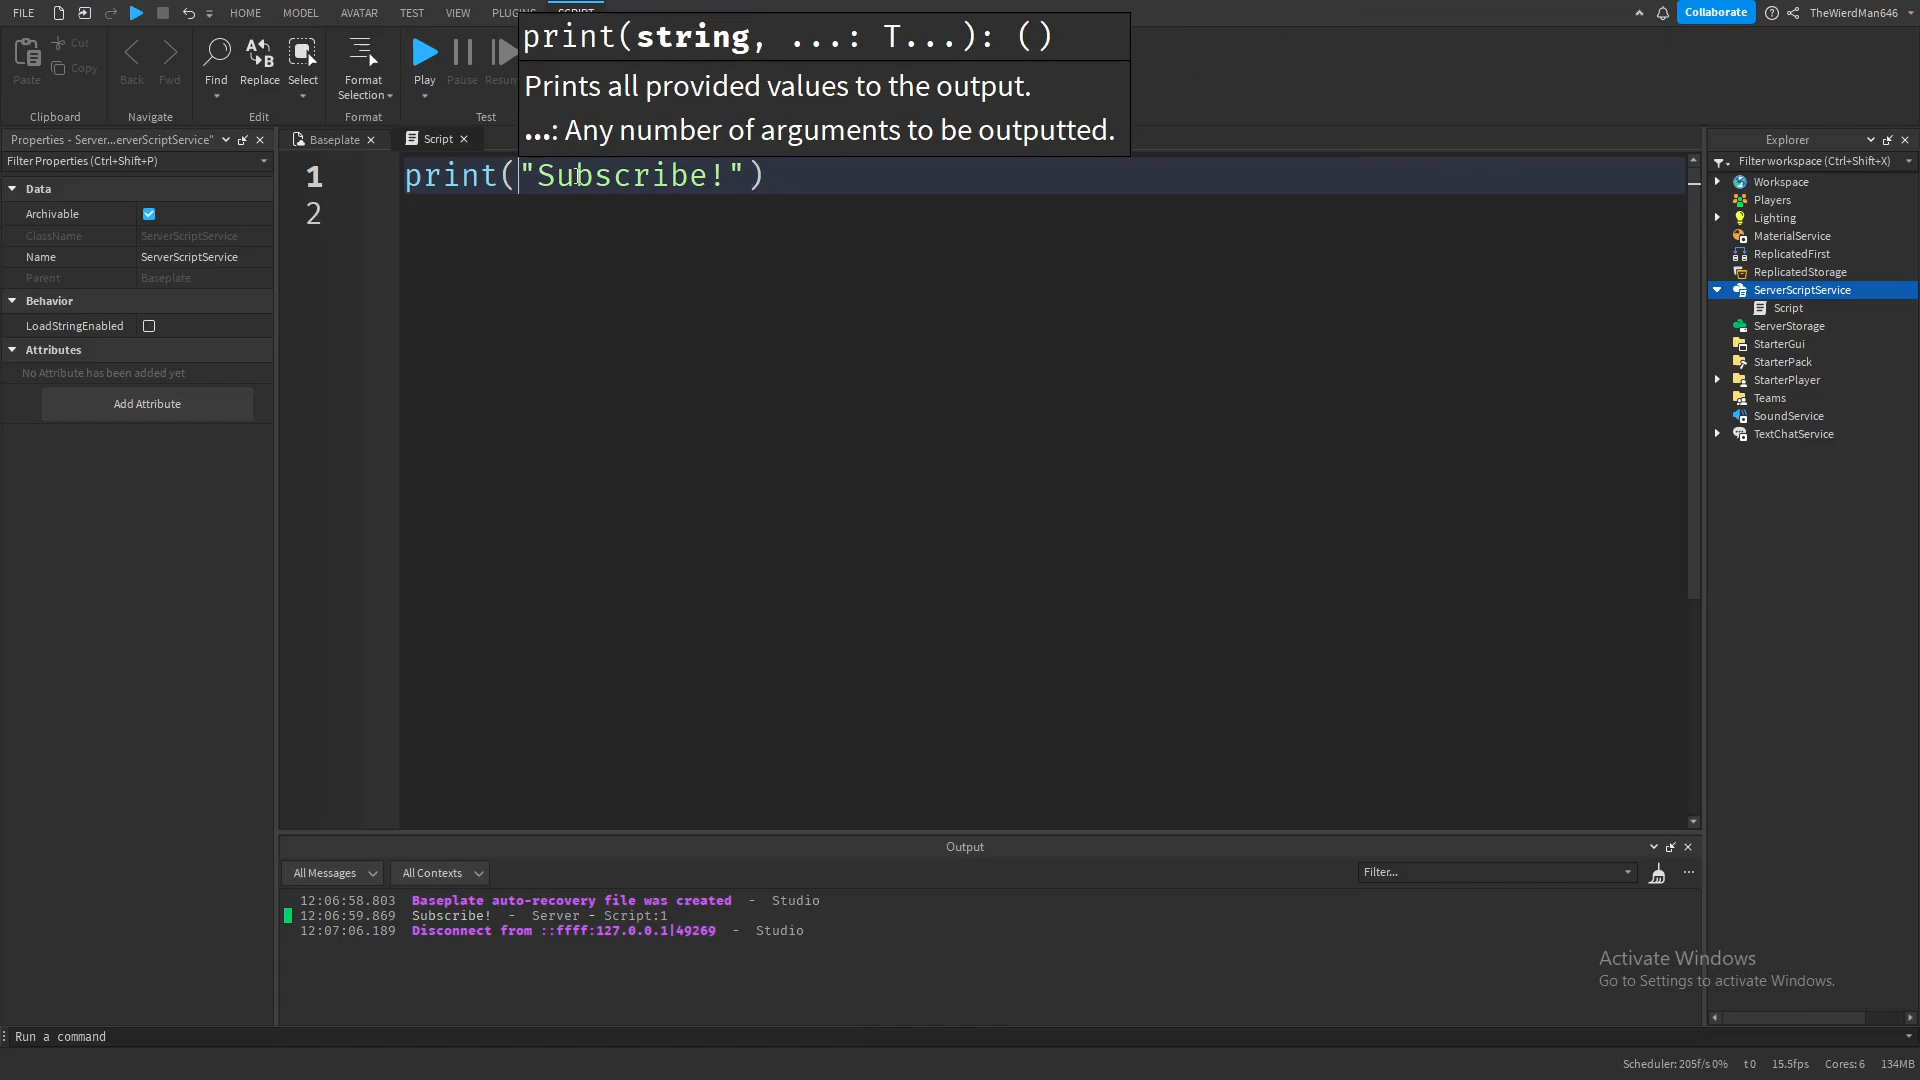 FILE HOME MODEL AVATAR TEST VIEW PLUG Collaborate TheWierdMan646
print(string, ...: T...): ()
Prints all provided values to the output.
...: Any number of arguments to be outputted.
Paste Cut Copy Back Fwd Find Replace Select Format Selection Play Pause Resum
Clipboard Navigate Edit Format Test
Properties - Server...erverScriptService"
Filter Properties (Ctrl+Shift+P)
Data
Archivable
ClassName ServerScriptService
Name ServerScriptService
Parent Baseplate
Behavior
LoadStringEnabled
Attributes
No Attribute has been added yet
Add Attribute
Baseplate Script
1 print("Subscribe!")
2
Output
All Messages All Contexts Filter...
12:06:58.803 Baseplate auto-recovery file was created - Studio
12:06:59.869 Subscribe! - Server - Script:1
12:07:06.189 Disconnect from ::ffff:127.0.0.1|49269 - Studio
Explorer
Filter workspace (Ctrl+Shift+X)
Workspace
Players
Lighting
MaterialService
ReplicatedFirst
ReplicatedStorage
ServerScriptService
Script
ServerStorage
StarterGui
StarterPack
StarterPlayer
Teams
SoundService
TextChatService
Activate Windows
Go to Settings to activate Windows.
Run a command
Scheduler: 205f/s 0% t 0 15.5fps Cores: 6 134MB